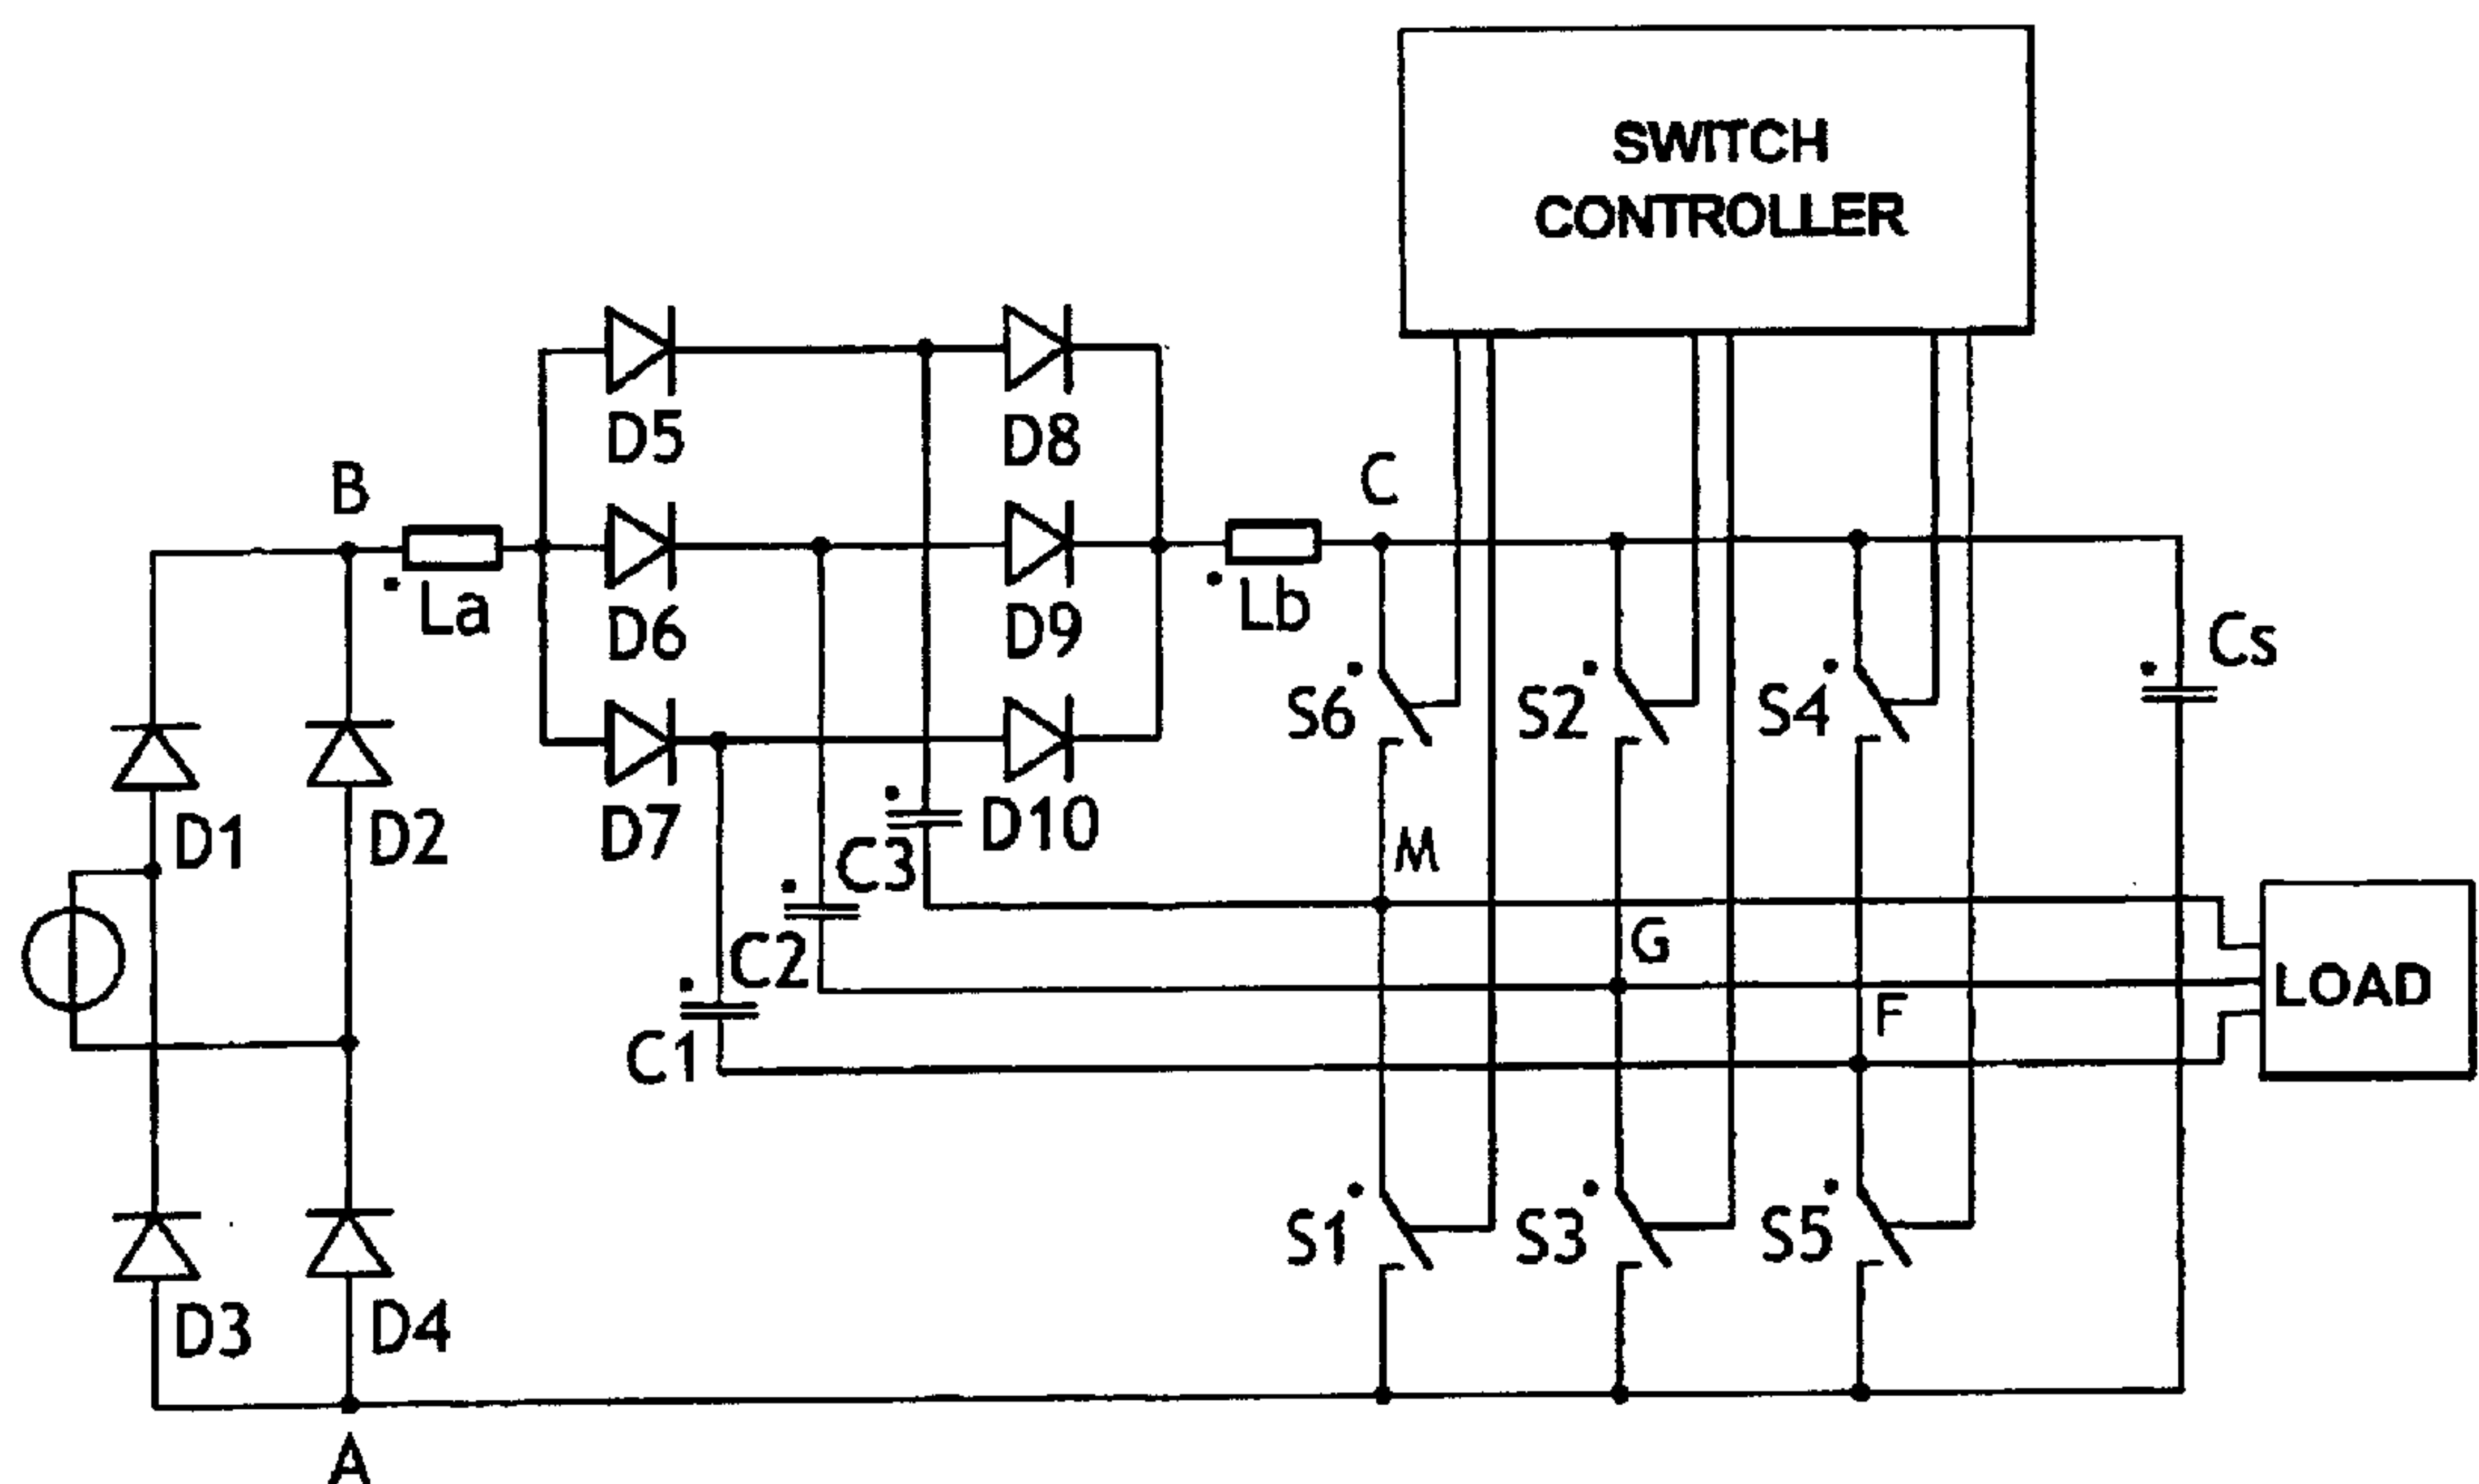 SWITCH
CONTROLLER
D5
D8
B
C
La
D6
D9
Lb
Cs
S6
S2
S4
D1
D2
D7
C3
D10
M
C2
G
LOAD
F
C1
S1
S3
S5
D3
D4
A